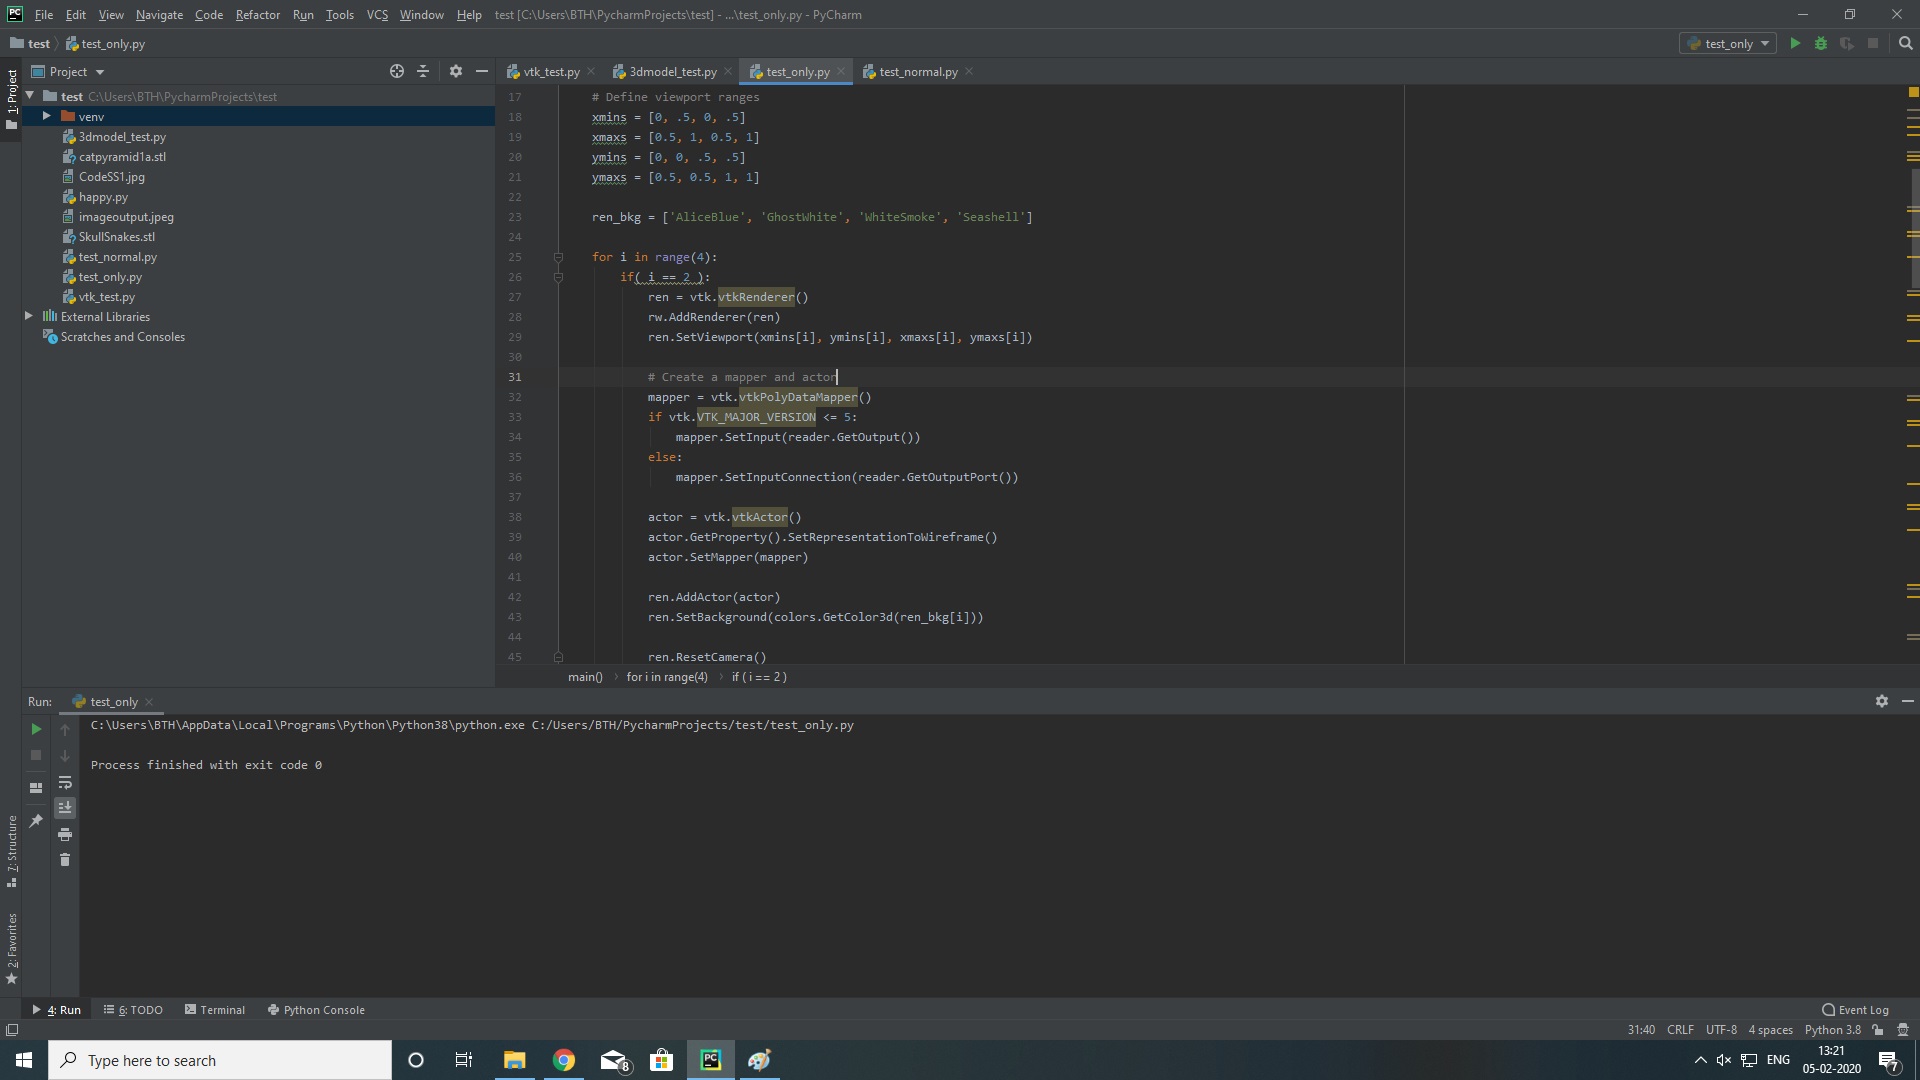 File Edit View Navigate Code Refactor Run Tools VCS Window Help test [C:\Users\BTH\PycharmProjects\test] - ...\test_only.py - PyCharm
test test_only.py test_only
Project vtk_test.py 3dmodel_test.py test_only.py test_normal.py
1: Project
test C:\Users\BTH\PycharmProjects\test
venv
3dmodel_test.py
catpyramid1a.stl
CodeSS1.jpg
happy.py
imageoutput.jpeg
SkullSnakes.stl
test_normal.py
test_only.py
vtk_test.py
External Libraries
Scratches and Consoles
17 # Define viewport ranges
18 xmins = [0, .5, 0, .5]
19 xmaxs = [0.5, 1, 0.5, 1]
20 ymins = [0, 0, .5, .5]
21 ymaxs = [0.5, 0.5, 1, 1]
22
23 ren_bkg = ['AliceBlue', 'GhostWhite', 'WhiteSmoke', 'Seashell']
24
25 for i in range(4):
26 if( i == 2 ):
27 ren = vtk.vtkRenderer()
28 rw.AddRenderer(ren)
29 ren.SetViewport(xmins[i], ymins[i], xmaxs[i], ymaxs[i])
30
31 # Create a mapper and actor
32 mapper = vtk.vtkPolyDataMapper()
33 if vtk.VTK_MAJOR_VERSION <= 5:
34 mapper.SetInput(reader.GetOutput())
35 else:
36 mapper.SetInputConnection(reader.GetOutputPort())
37
38 actor = vtk.vtkActor()
39 actor.GetProperty().SetRepresentationToWireframe()
40 actor.SetMapper(mapper)
41
42 ren.AddActor(actor)
43 ren.SetBackground(colors.GetColor3d(ren_bkg[i]))
44
45 ren.ResetCamera()
main() for i in range(4) if ( i == 2 )
Run: test_only
C:\Users\BTH\AppData\Local\Programs\Python\Python38\python.exe C:/Users/BTH/PycharmProjects/test/test_only.py
Process finished with exit code 0
7: Structure
2: Favorites
4: Run 6: TODO Terminal Python Console Event Log
31:40 CRLF UTF-8 4 spaces Python 3.8
Type here to search 8 PC ENG 13:21
05-02-2020 7